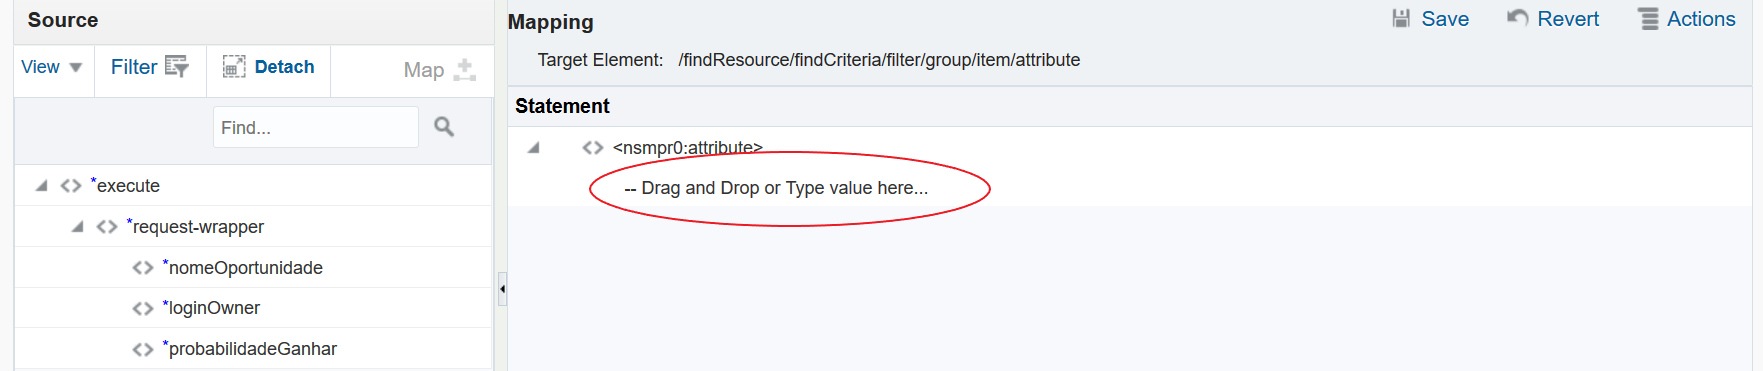 Source
View
Filter
Detach
Map
Find...
*execute
*request-wrapper
*nomeOportunidade
*loginOwner
*probabilidadeGanhar
Mapping
Save
Revert
Actions
Target Element: /findResource/findCriteria/filter/group/item/attribute
Statement
<nsmpr0:attribute>
-- Drag and Drop or Type value here...